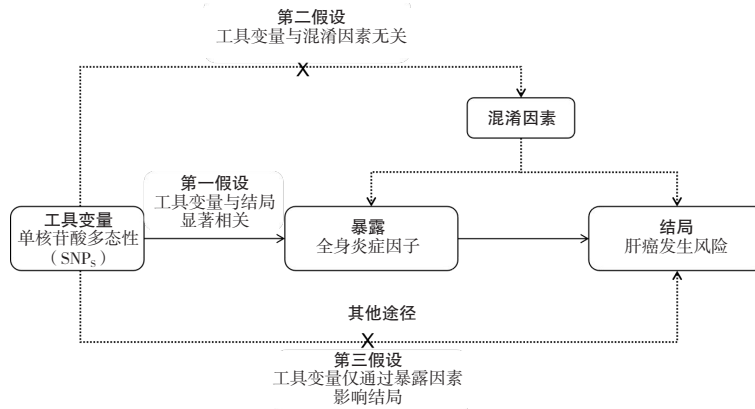 第二假设
工具变量与混淆因素无关
X
混淆因素
第一假设
工具变量与结局
显著相关
工具变量
单核苷酸多态性
（SNPs）
暴露
全身炎症因子
结局
肝癌发生风险
其他途径
X
第三假设
工具变量仅通过暴露因素
影响结局